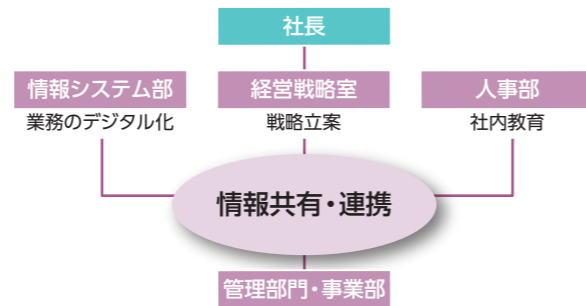 社長
情報システム部
業務のデジタル化
経営戦略室
戦略立案
人事部
社内教育
情報共有・連携
管理部門・事業部